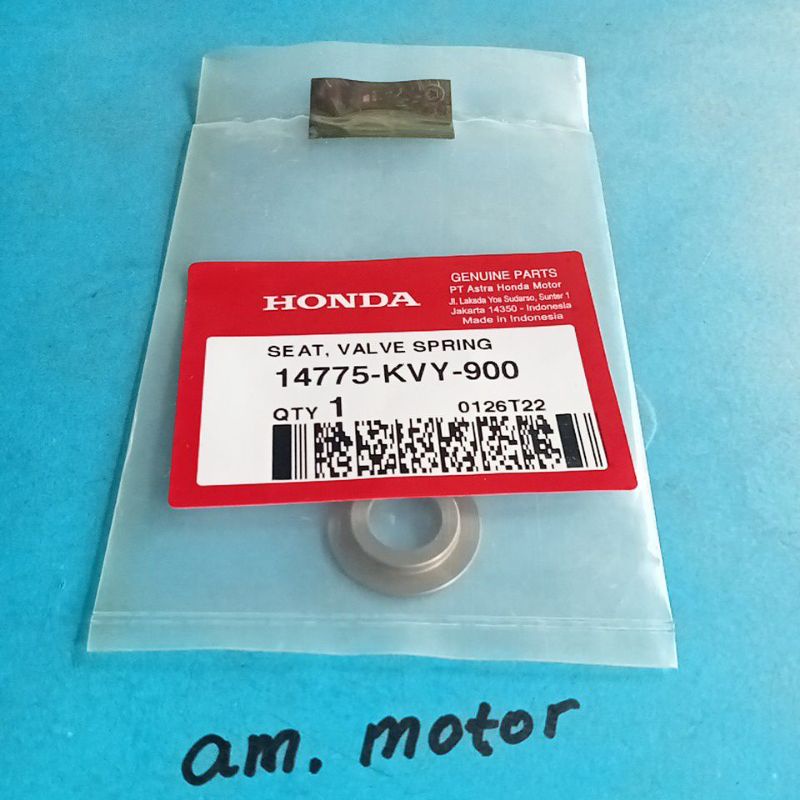 HONDA
GENUINE PARTS
PT Astra Honda Motor
Jl. Laksda Yos Sudarso, Sunter 1
Jakarta 14350 - Indonesia
Made in Indonesia
SEAT, VALVE SPRING
14775-KVY-900
QTY 1 0126T22
am. motor